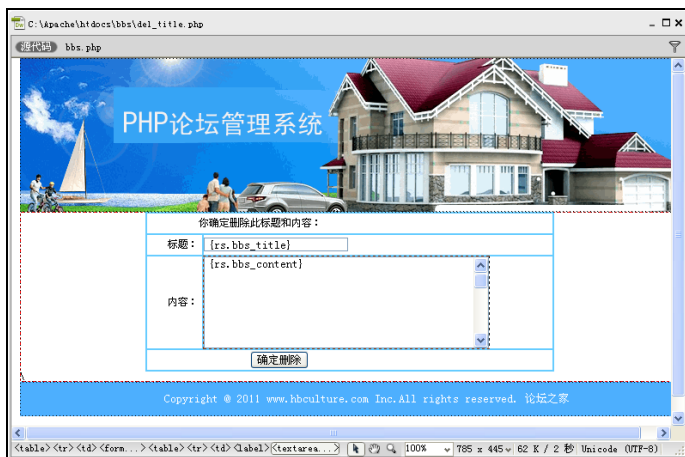 C:\Apache\htdocs\bbs\del_title.php
源代码 bbs.php
PHP论坛管理系统
你确定删除此标题和内容：
标题： {rs.bbs_title}
{rs.bbs_content}
内容：
确定删除
Copyright @ 2011 www.hbculture.com Inc.All rights reserved. 论坛之家
<table> <tr> <td> <form...> <table> <tr> <td> <label> <textarea...> 100% 785 x 445 62 K / 2 秒 Unicode (UTF-8)